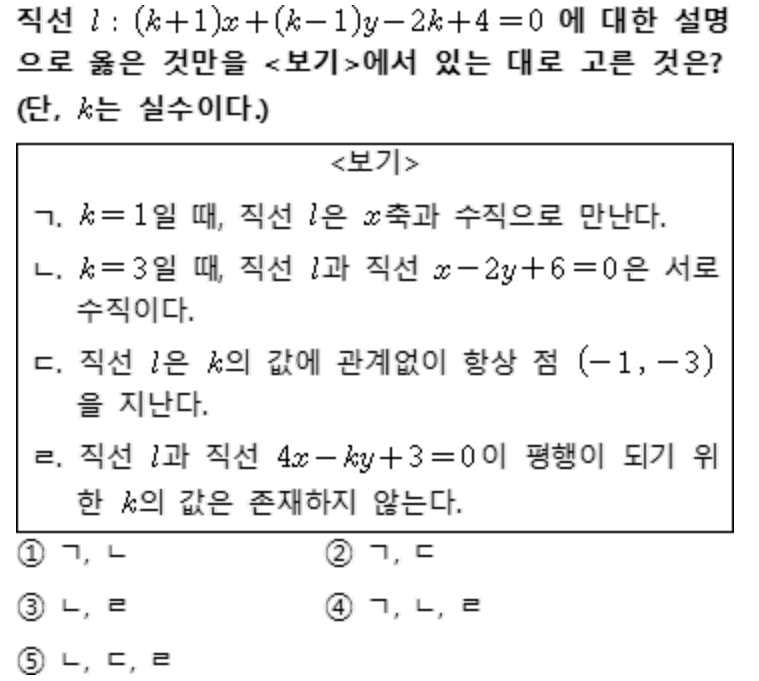 직선 l : (k+1)x+(k−1)y−2k+4=0 에 대한 설명
으로 옳은 것만을 <보기>에서 있는 대로 고른 것은?
(단, k는 실수이다.)
<보기>
ㄱ. k=1일 때, 직선 l은 x축과 수직으로 만난다.
ㄴ. k=3일 때, 직선 l과 직선 x−2y+6=0은 서로
수직이다.
ㄷ. 직선 l은 k의 값에 관계없이 항상 점 (−1, −3)
을 지난다.
ㄹ. 직선 l과 직선 4x−ky+3=0이 평행이 되기 위
한 k의 값은 존재하지 않는다.
① ㄱ, ㄴ ② ㄱ, ㄷ
③ ㄴ, ㄹ ④ ㄱ, ㄴ, ㄹ
⑤ ㄴ, ㄷ, ㄹ